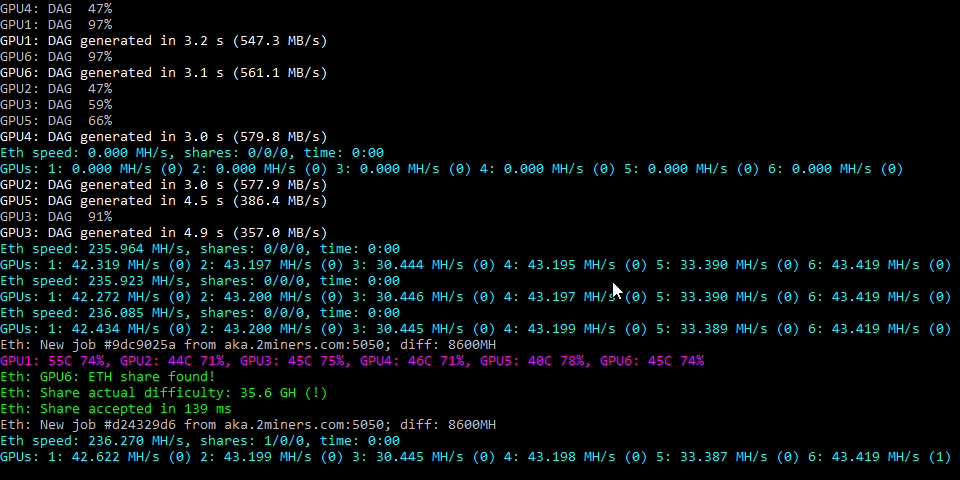 GPU4: DAG  47%
GPU1: DAG  97%
GPU1: DAG generated in 3.2 s (547.3 MB/s)
GPU6: DAG  97%
GPU6: DAG generated in 3.1 s (561.1 MB/s)
GPU2: DAG  47%
GPU3: DAG  59%
GPU5: DAG  66%
GPU4: DAG generated in 3.0 s (579.8 MB/s)
Eth speed: 0.000 MH/s, shares: 0/0/0, time: 0:00
GPUs: 1: 0.000 MH/s (0) 2: 0.000 MH/s (0) 3: 0.000 MH/s (0) 4: 0.000 MH/s (0) 5: 0.000 MH/s (0) 6: 0.000 MH/s (0)
GPU2: DAG generated in 3.0 s (577.9 MB/s)
GPU5: DAG generated in 4.5 s (386.4 MB/s)
GPU3: DAG  91%
GPU3: DAG generated in 4.9 s (357.0 MB/s)
Eth speed: 235.964 MH/s, shares: 0/0/0, time: 0:00
GPUs: 1: 42.319 MH/s (0) 2: 43.197 MH/s (0) 3: 30.444 MH/s (0) 4: 43.195 MH/s (0) 5: 33.390 MH/s (0) 6: 43.419 MH/s (0)
Eth speed: 235.923 MH/s, shares: 0/0/0, time: 0:00
GPUs: 1: 42.272 MH/s (0) 2: 43.200 MH/s (0) 3: 30.446 MH/s (0) 4: 43.197 MH/s (0) 5: 33.390 MH/s (0) 6: 43.419 MH/s (0)
Eth speed: 236.085 MH/s, shares: 0/0/0, time: 0:00
GPUs: 1: 42.434 MH/s (0) 2: 43.200 MH/s (0) 3: 30.445 MH/s (0) 4: 43.199 MH/s (0) 5: 33.389 MH/s (0) 6: 43.419 MH/s (0)
Eth: New job #9dc9025a from aka.2miners.com:5050; diff: 8600MH
GPU1: 55C 74%, GPU2: 44C 71%, GPU3: 45C 75%, GPU4: 46C 71%, GPU5: 40C 78%, GPU6: 45C 74%
Eth: GPU6: ETH share found!
Eth: Share actual difficulty: 35.6 GH (!)
Eth: Share accepted in 139 ms
Eth: New job #d24329d6 from aka.2miners.com:5050; diff: 8600MH
Eth speed: 236.270 MH/s, shares: 1/0/0, time: 0:00
GPUs: 1: 42.622 MH/s (0) 2: 43.199 MH/s (0) 3: 30.445 MH/s (0) 4: 43.198 MH/s (0) 5: 33.387 MH/s (0) 6: 43.419 MH/s (1)